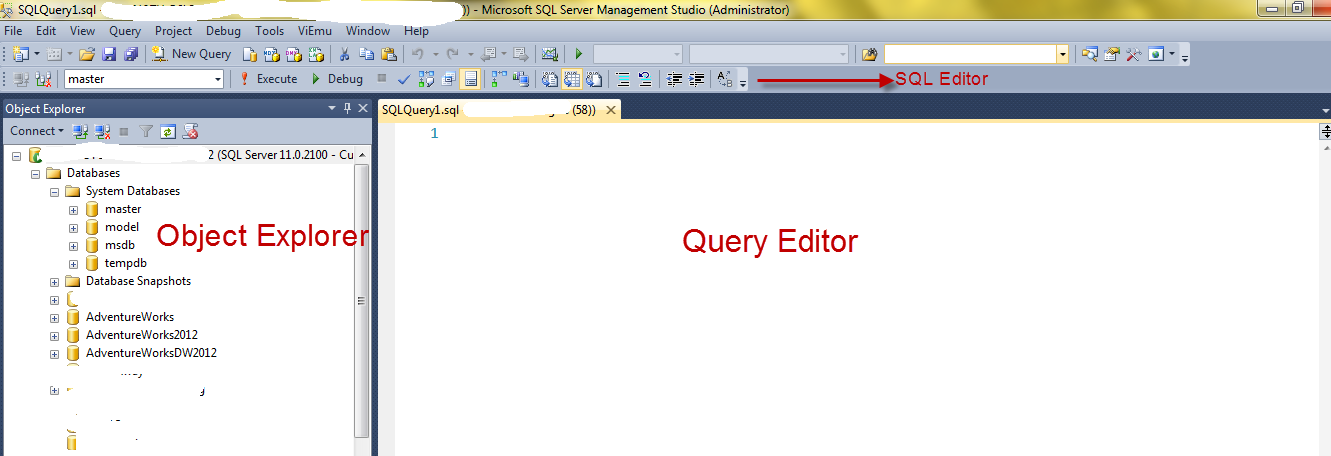 SQLQuery1.sql )) - Microsoft SQL Server Management Studio (Administrator)
File Edit View Query Project Debug Tools ViEmu Window Help
New Query
master Execute Debug SQL Editor
Object Explorer
SQLQuery1.sql (58))
Connect
1
2 (SQL Server 11.0.2100 - Cu
Databases
System Databases
master
model
Object Explorer
Query Editor
msdb
tempdb
Database Snapshots
AdventureWorks
AdventureWorks2012
AdventureWorksDW2012